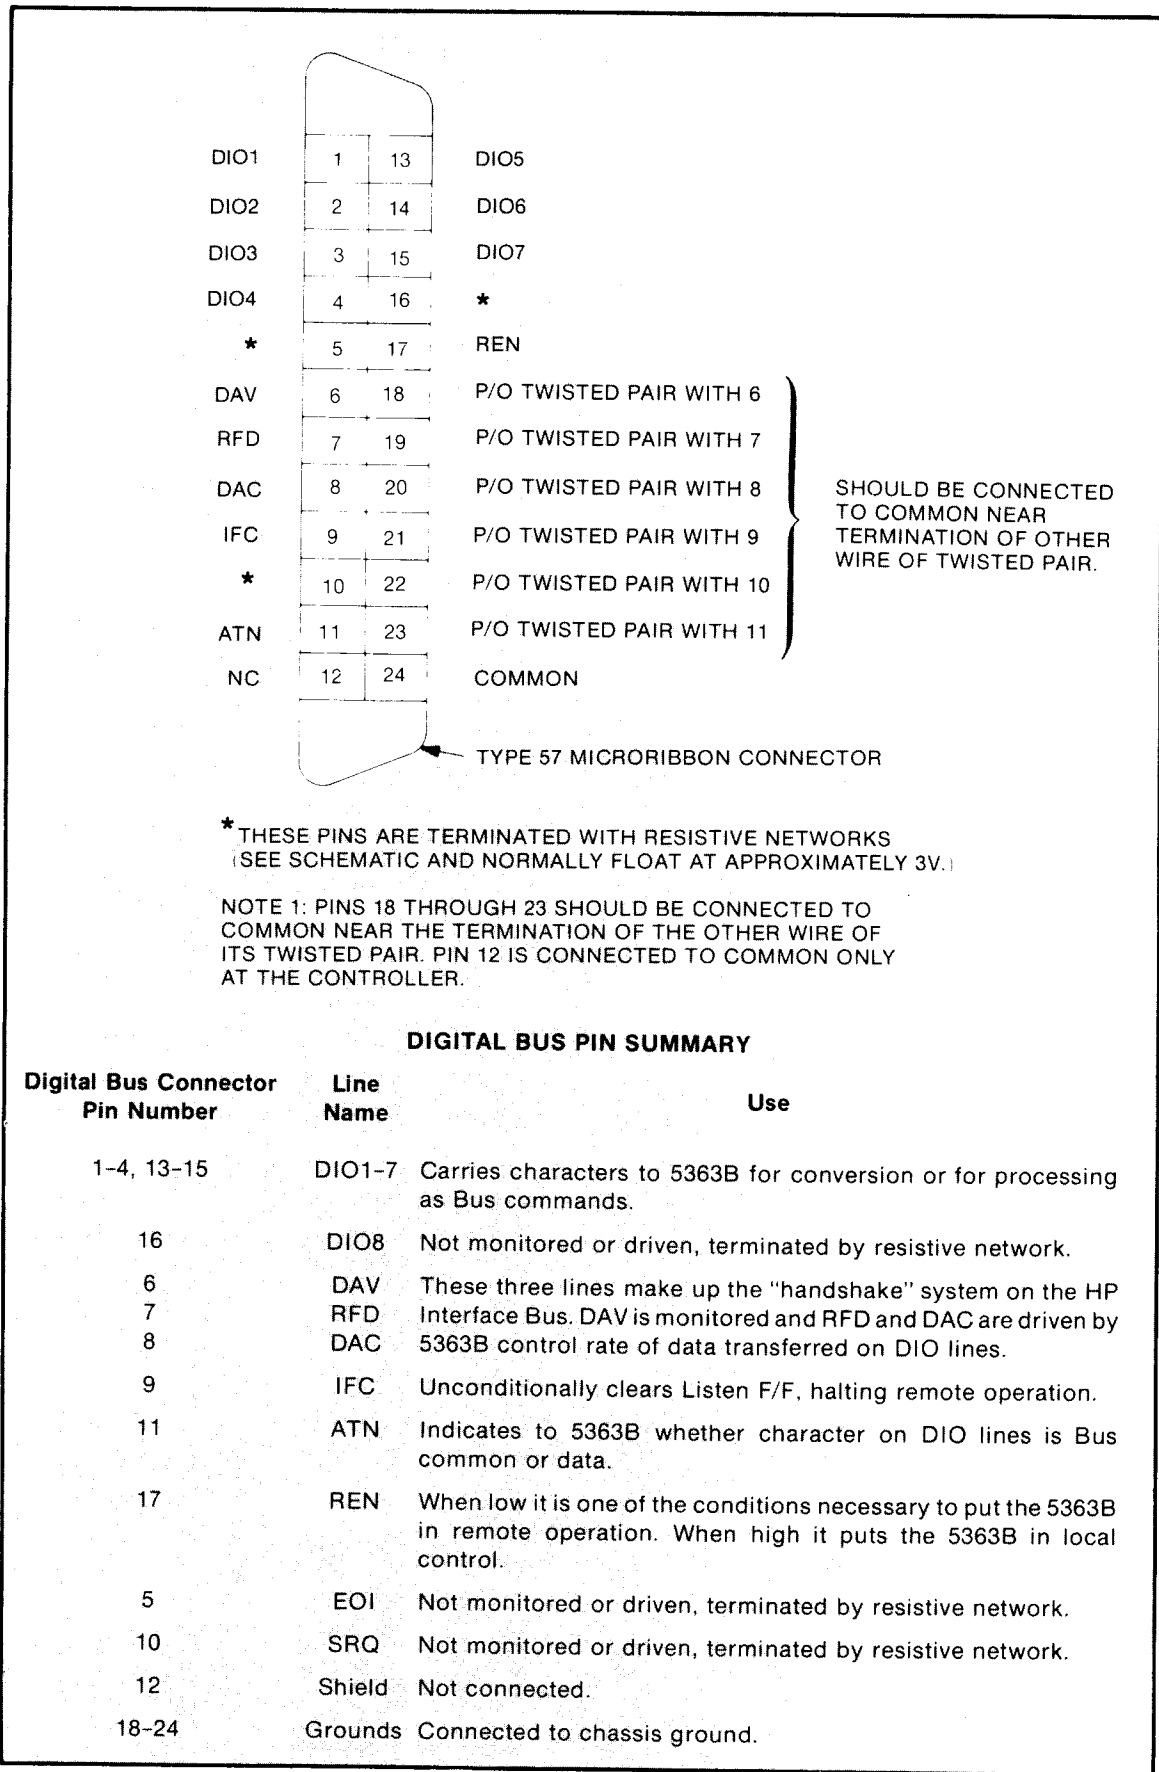 DIO1 1 13 DIO5
DIO2 2 14 DIO6
DIO3 3 15 DIO7
DIO4 4 16 *
* 5 17 REN
DAV 6 18 P/O TWISTED PAIR WITH 6
RFD 7 19 P/O TWISTED PAIR WITH 7
DAC 8 20 P/O TWISTED PAIR WITH 8
IFC 9 21 P/O TWISTED PAIR WITH 9
* 10 22 P/O TWISTED PAIR WITH 10
ATN 11 23 P/O TWISTED PAIR WITH 11
NC 12 24 COMMON
SHOULD BE CONNECTED
TO COMMON NEAR
TERMINATION OF OTHER
WIRE OF TWISTED PAIR.
TYPE 57 MICRORIBBON CONNECTOR
*THESE PINS ARE TERMINATED WITH RESISTIVE NETWORKS
(SEE SCHEMATIC AND NORMALLY FLOAT AT APPROXIMATELY 3V.)
NOTE 1: PINS 18 THROUGH 23 SHOULD BE CONNECTED TO
COMMON NEAR THE TERMINATION OF THE OTHER WIRE OF
ITS TWISTED PAIR. PIN 12 IS CONNECTED TO COMMON ONLY
AT THE CONTROLLER.
DIGITAL BUS PIN SUMMARY
Digital Bus Connector Line
Pin Number Name Use
1-4, 13-15 DIO1-7 Carries characters to 5363B for conversion or for processing
as Bus commands.
16 DIO8 Not monitored or driven, terminated by resistive network.
6 DAV These three lines make up the "handshake" system on the HP
7 RFD Interface Bus. DAV is monitored and RFD and DAC are driven by
8 DAC 5363B control rate of data transferred on DIO lines.
9 IFC Unconditionally clears Listen F/F, halting remote operation.
11 ATN Indicates to 5363B whether character on DIO lines is Bus
common or data.
17 REN When low it is one of the conditions necessary to put the 5363B
in remote operation. When high it puts the 5363B in local
control.
5 EOI Not monitored or driven, terminated by resistive network.
10 SRQ Not monitored or driven, terminated by resistive network.
12 Shield Not connected.
18-24 Grounds Connected to chassis ground.